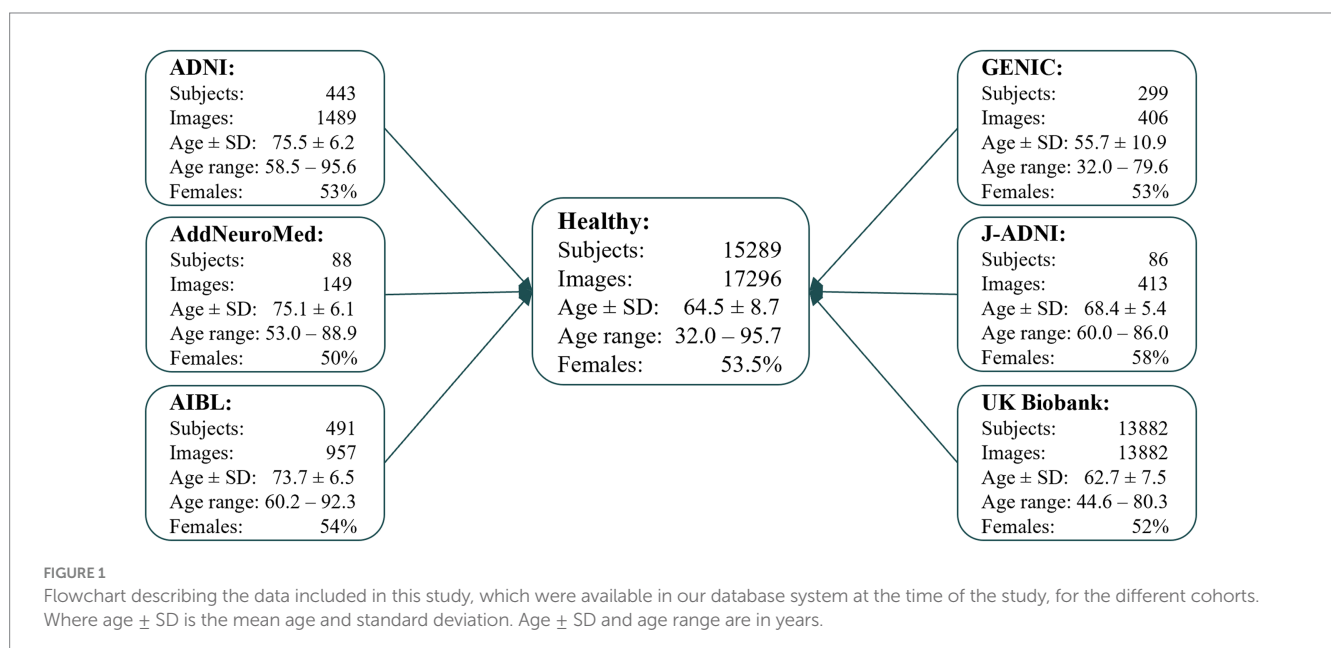 ADNI:
Subjects: 443
Images: 1489
Age ± SD: 75.5 ± 6.2
Age range: 58.5 – 95.6
Females: 53%
AddNeuroMed:
Subjects: 88
Images: 149
Age ± SD: 75.1 ± 6.1
Age range: 53.0 – 88.9
Females: 50%
AIBL:
Subjects: 491
Images: 957
Age ± SD: 73.7 ± 6.5
Age range: 60.2 – 92.3
Females: 54%
Healthy:
Subjects: 15289
Images: 17296
Age ± SD: 64.5 ± 8.7
Age range: 32.0 – 95.7
Females: 53.5%
GENIC:
Subjects: 299
Images: 406
Age ± SD: 55.7 ± 10.9
Age range: 32.0 – 79.6
Females: 53%
J-ADNI:
Subjects: 86
Images: 413
Age ± SD: 68.4 ± 5.4
Age range: 60.0 – 86.0
Females: 58%
UK Biobank:
Subjects: 13882
Images: 13882
Age ± SD: 62.7 ± 7.5
Age range: 44.6 – 80.3
Females: 52%
FIGURE 1
Flowchart describing the data included in this study, which were available in our database system at the time of the study, for the different cohorts.
Where age ± SD is the mean age and standard deviation. Age ± SD and age range are in years.